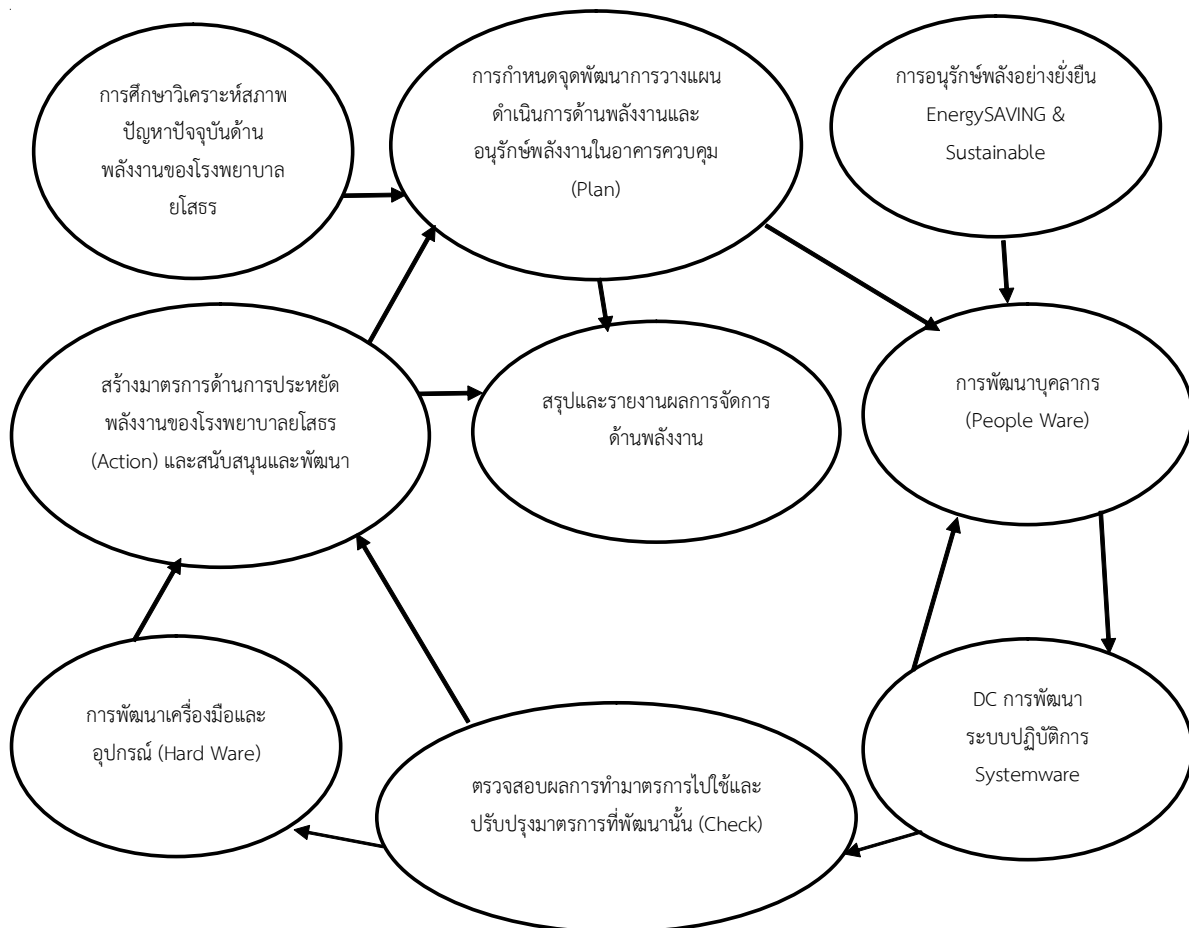 การศึกษาวิเคราะห์สภาพ
ปัญหาปัจจุบันด้าน
พลังงานของโรงพยาบาล
ยโสธร
การกำหนดจุดพัฒนาการวางแผน
ดำเนินการด้านพลังงานและ
อนุรักษ์พลังงานในอาคารควบคุม
(Plan)
การอนุรักษ์พลังอย่างยั่งยืน
EnergySAVING &
Sustainable
สร้างมาตรการด้านการประหยัด
พลังงานของโรงพยาบาลยโสธร
(Action) และสนับสนุนและพัฒนา
สรุปและรายงานผลการจัดการ
ด้านพลังงาน
การพัฒนาบุคลากร
(People Ware)
การพัฒนาเครื่องมือและ
อุปกรณ์ (Hard Ware)
ตรวจสอบผลการทำมาตรการไปใช้และ
ปรับปรุงมาตรการที่พัฒนานั้น (Check)
DC การพัฒนา
ระบบปฏิบัติการ
Systemware